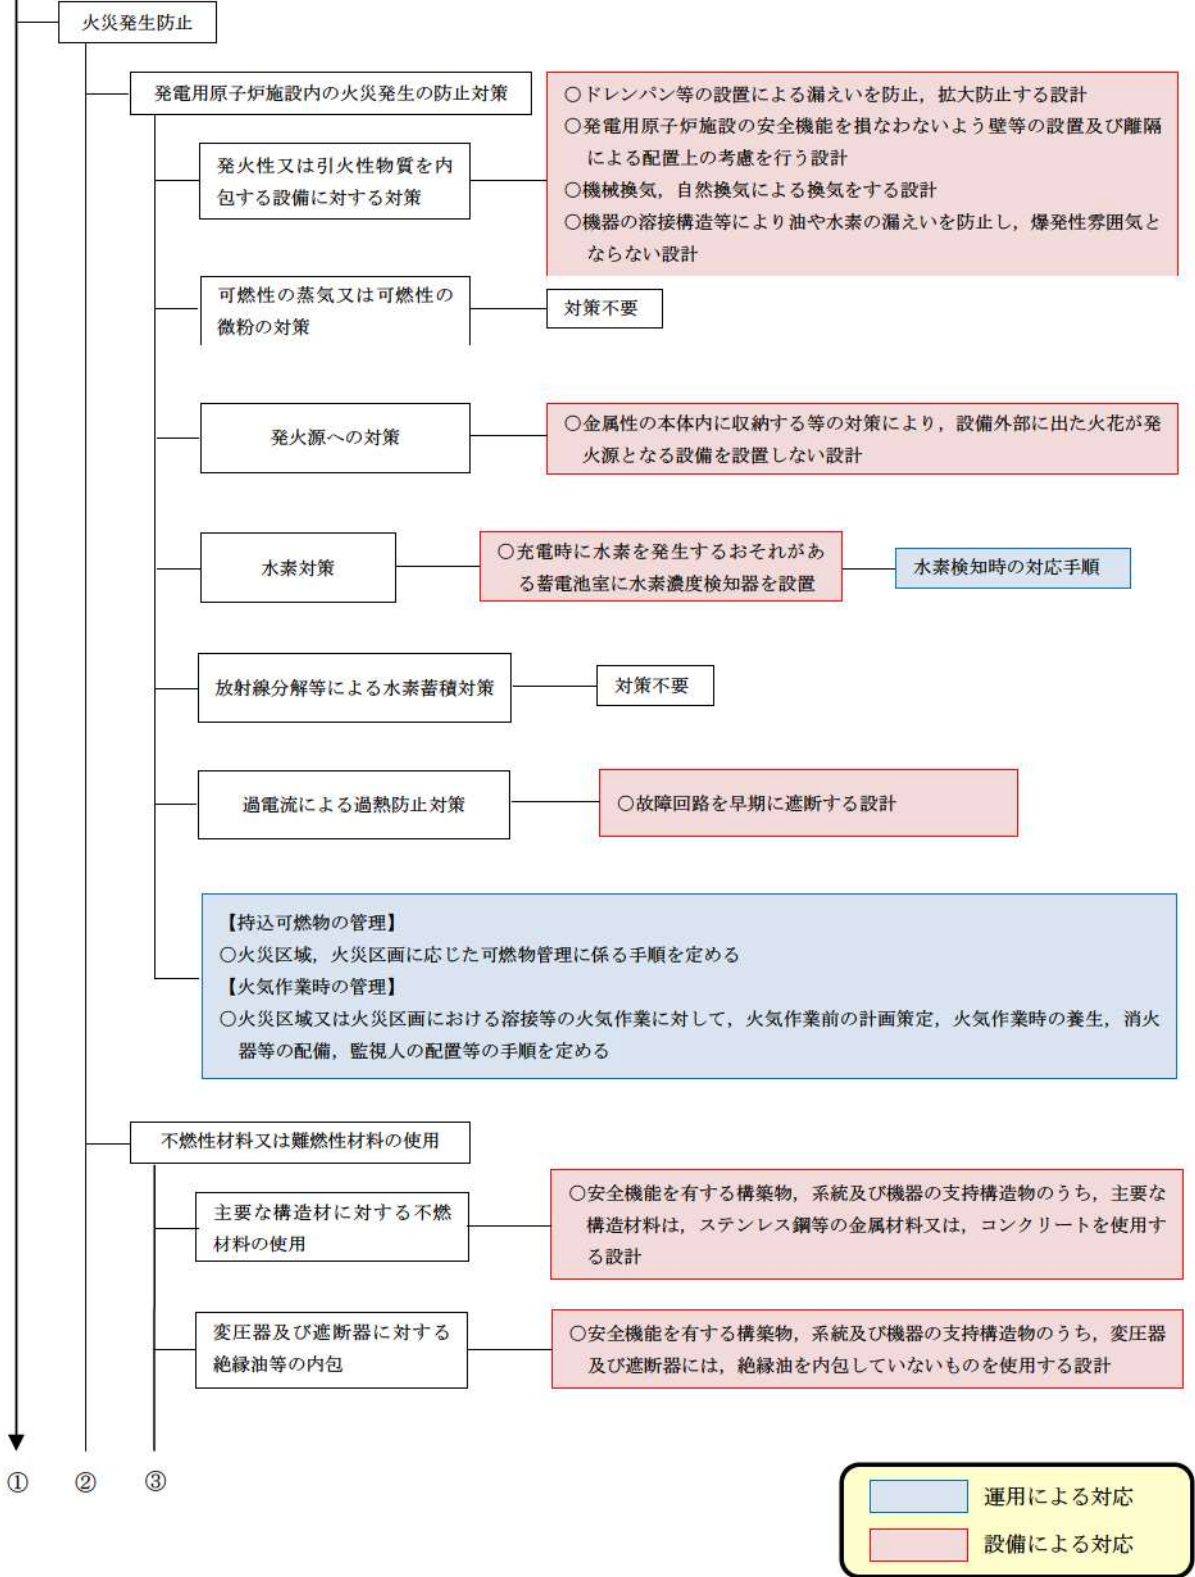 火災発生防止
発電用原子炉施設内の火災発生の防止対策
発火性又は引火性物質を内
包する設備に対する対策
○ドレンパン等の設置による漏えいを防止，拡大防止する設計
○発電用原子炉施設の安全機能を損なわないよう壁等の設置及び離隔
による配置上の考慮を行う設計
○機械換気，自然換気による換気をする設計
○機器の溶接構造等により油や水素の漏えいを防止し，爆発性雰囲気と
ならない設計
可燃性の蒸気又は可燃性の
微粉の対策
対策不要
発火源への対策
○金属性の本体内に収納する等の対策により，設備外部に出た火花が発
火源となる設備を設置しない設計
水素対策
○充電時に水素を発生するおそれがあ
る蓄電池室に水素濃度検知器を設置
水素検知時の対応手順
放射線分解等による水素蓄積対策
対策不要
過電流による過熱防止対策
○故障回路を早期に遮断する設計
【持込可燃物の管理】
○火災区域，火災区画に応じた可燃物管理に係る手順を定める
【火気作業時の管理】
○火災区域又は火災区画における溶接等の火気作業に対して，火気作業前の計画策定，火気作業時の養生，消火
器等の配備，監視人の配置等の手順を定める
不燃性材料又は難燃性材料の使用
主要な構造材に対する不燃
材料の使用
○安全機能を有する構築物，系統及び機器の支持構造物のうち，主要な
構造材料は，ステンレス鋼等の金属材料又は，コンクリートを使用す
る設計
変圧器及び遮断器に対する
絶縁油等の内包
○安全機能を有する構築物，系統及び機器の支持構造物のうち，変圧器
及び遮断器には，絶縁油を内包していないものを使用する設計
① ② ③
運用による対応
設備による対応